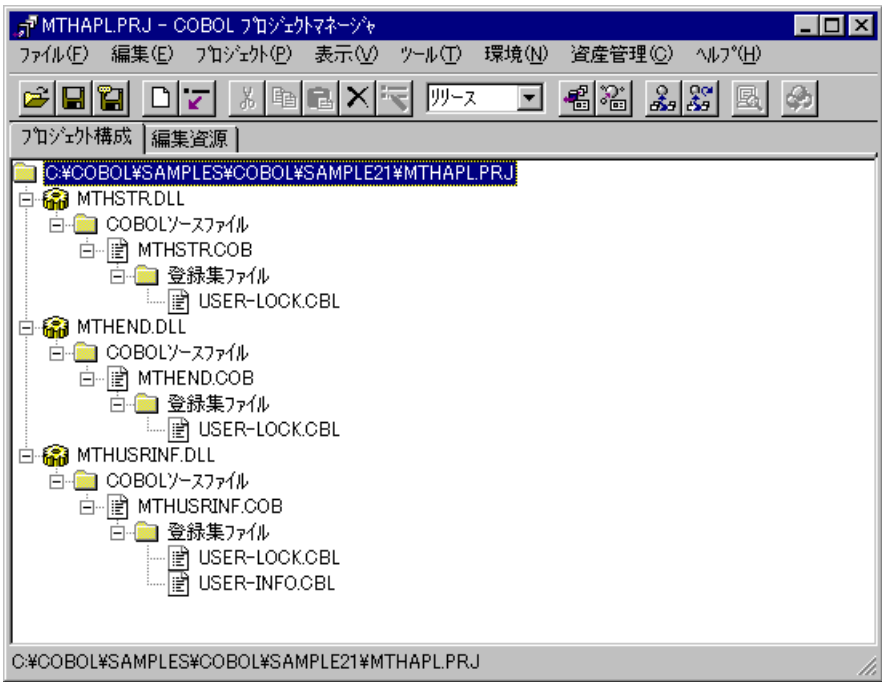 MTHAPL.PRJ - COBOL プロジェクトマネージャ
ファイル(F) 編集(E) プロジェクト(P) 表示(V) ツール(T) 環境(N) 資産管理(C) ヘルプ(H)
リリース
プロジェクト構成 編集資源
C:¥COBOL¥SAMPLES¥COBOL¥SAMPLE21¥MTHAPL.PRJ
MTHSTR.DLL
COBOLソースファイル
MTHSTR.COB
登録集ファイル
USER-LOCK.CBL
MTHEND.DLL
COBOLソースファイル
MTHEND.COB
登録集ファイル
USER-LOCK.CBL
MTHUSRINF.DLL
COBOLソースファイル
MTHUSRINF.COB
登録集ファイル
USER-LOCK.CBL
USER-INFO.CBL
C:¥COBOL¥SAMPLES¥COBOL¥SAMPLE21¥MTHAPL.PRJ